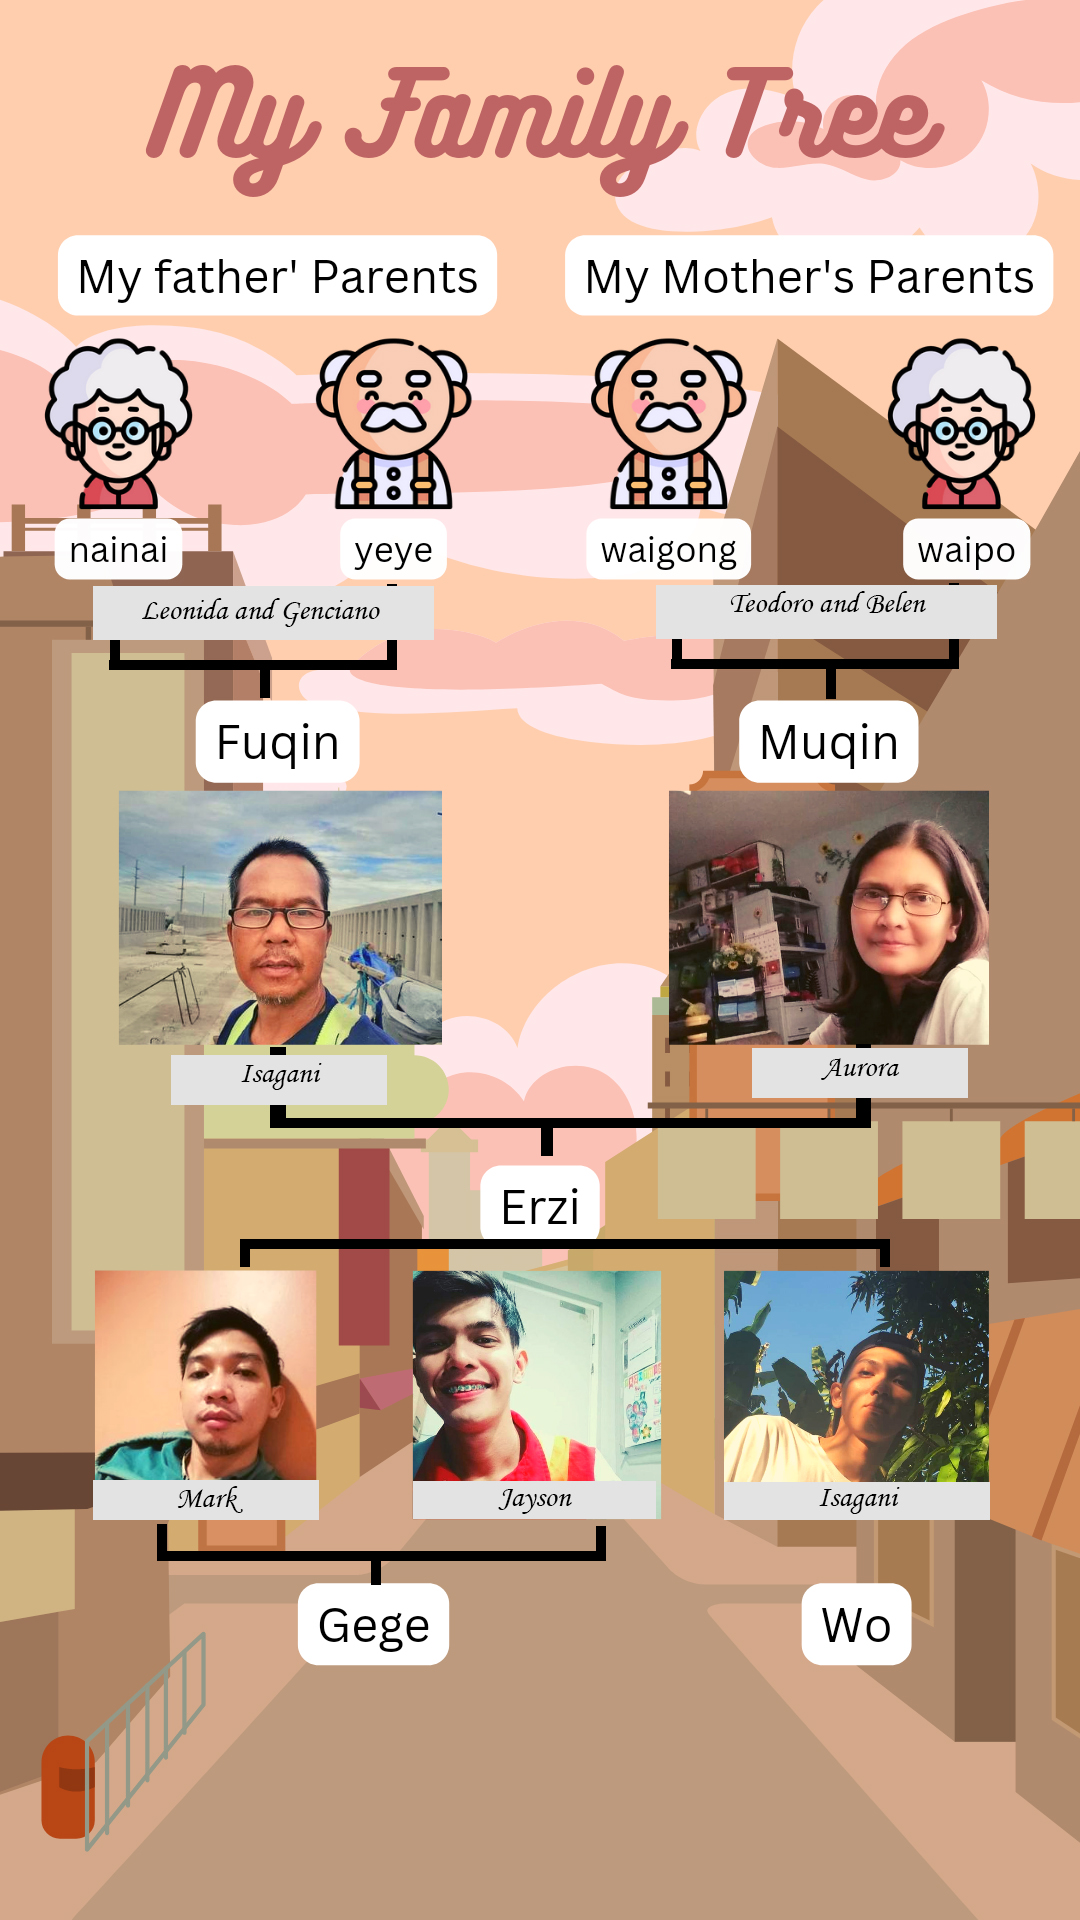 My Family Tree
My father' Parents
My Mother's Parents
nainai
yeye
waigong
waipo
Leonida and Genciano
Teodoro and Belen
Fuqin
Muqin
Isagani
Aurora
Erzi
Mark
Jayson
Isagani
Gege
Wo